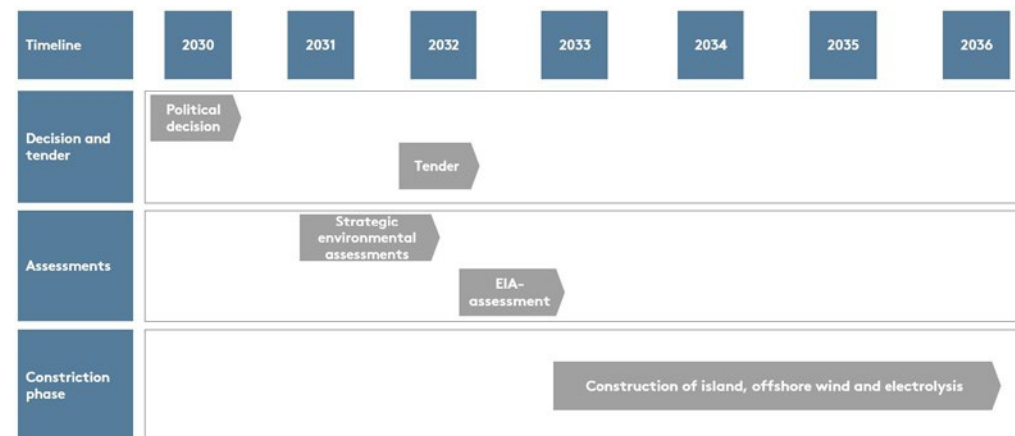 Timeline
2030
2031
2032
2033
2034
2035
2036
Decision and
tender
Political
decision
Tender
Assessments
Strategic
environmental
assessments
EIA-
assessment
Constriction
phase
Construction of island, offshore wind and electrolysis